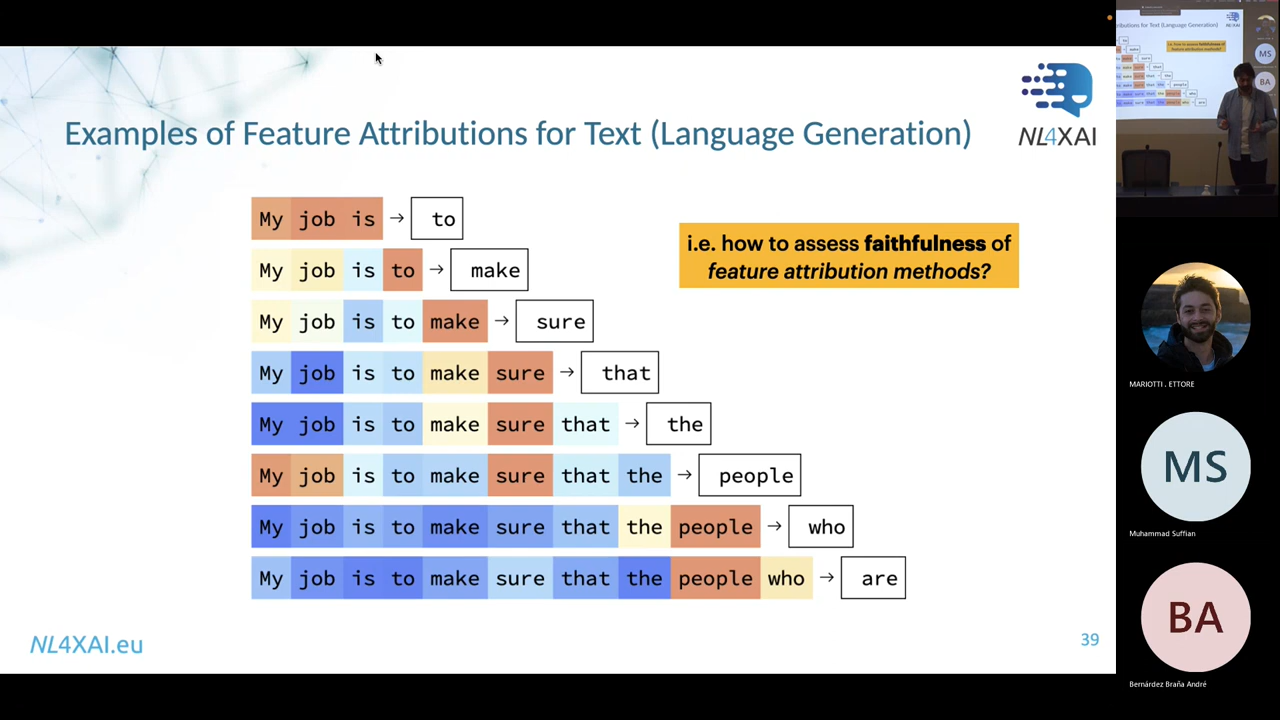 Examples of Feature Attributions for Text (Language Generation)
NL4XAI
My job is → to
My job is to → make
My job is to make → sure
My job is to make sure → that
My job is to make sure that → the
My job is to make sure that the → people
My job is to make sure that the people → who
My job is to make sure that the people who → are
i.e. how to assess faithfulness of
feature attribution methods?
NL4XAI.eu
39
MS
BA
MARIOTTI . ETTORE
MS
Muhammad Suffian
BA
Bernárdez Braña André